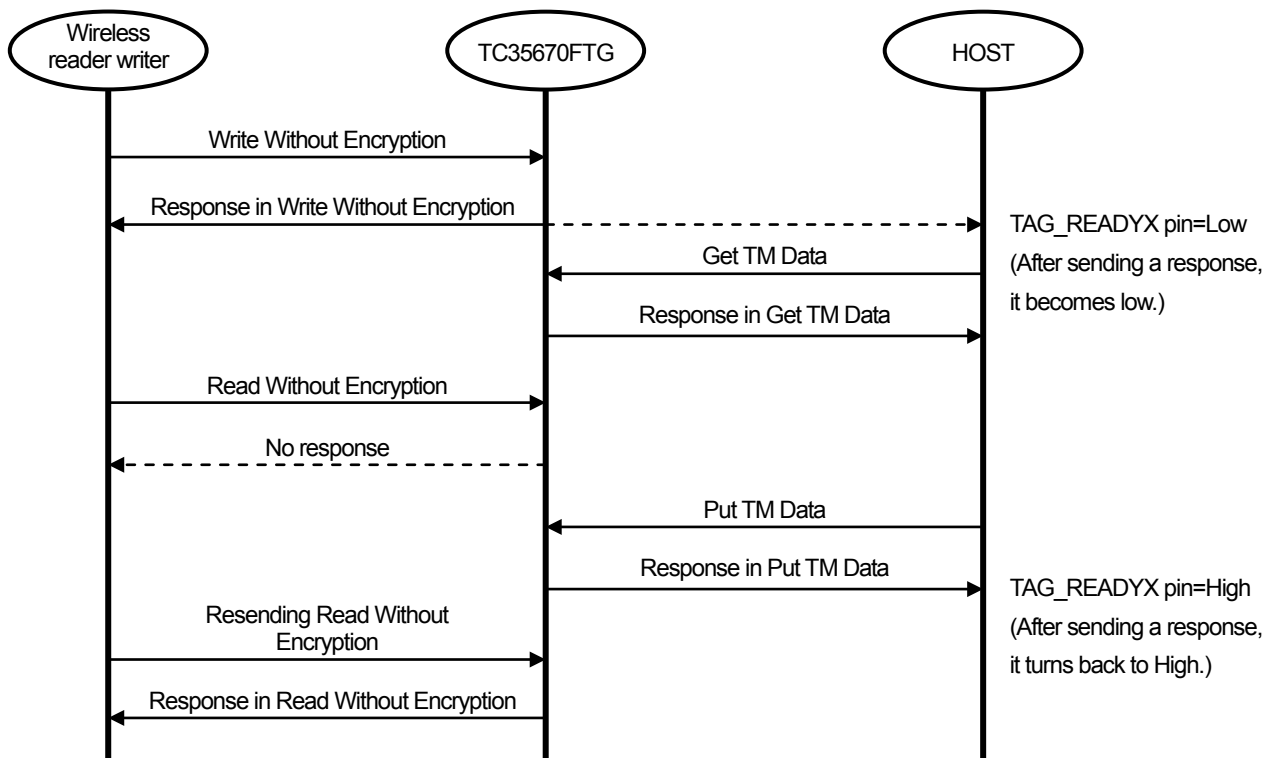 Wireless
reader writer
TC35670FTG
HOST
Write Without Encryption
Response in Write Without Encryption
TAG_READYX pin=Low
(After sending a response,
it becomes low.)
Get TM Data
Response in Get TM Data
Read Without Encryption
No response
Put TM Data
Response in Put TM Data
TAG_READYX pin=High
(After sending a response,
it turns back to High.)
Resending Read Without
Encryption
Response in Read Without Encryption